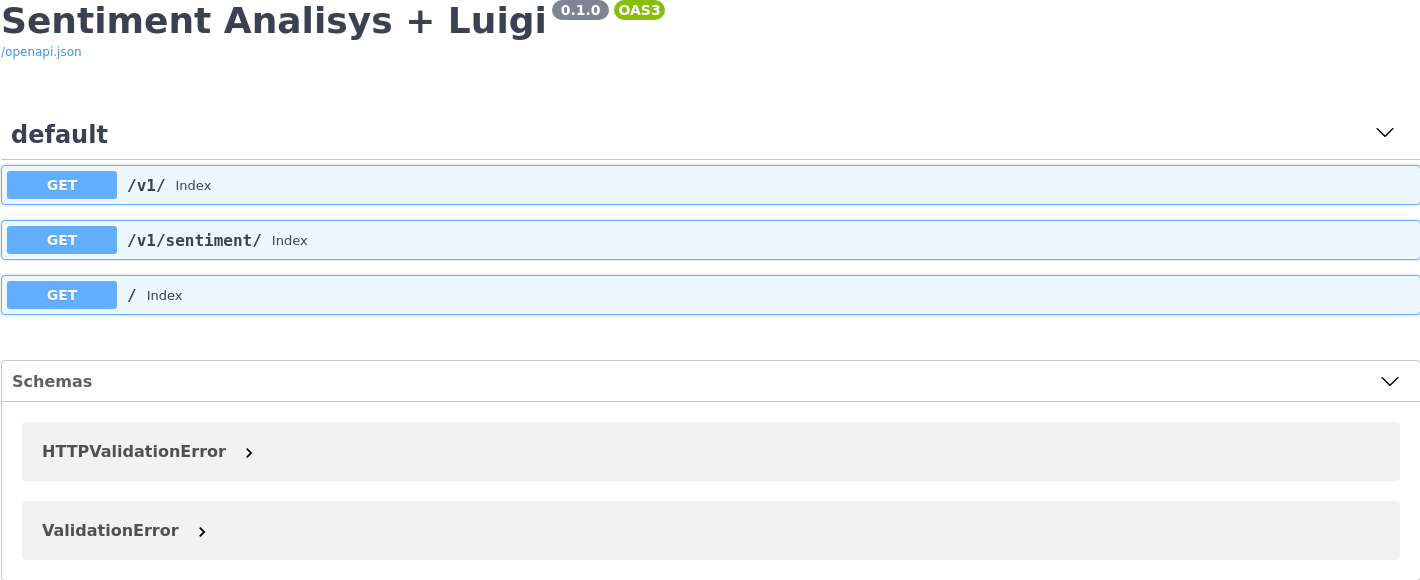 Sentiment Analisys + Luigi 0.1.0 OAS3
/openapi.json
default
GET /v1/ Index
GET /v1/sentiment/ Index
GET / Index
Schemas
HTTPValidationError
ValidationError